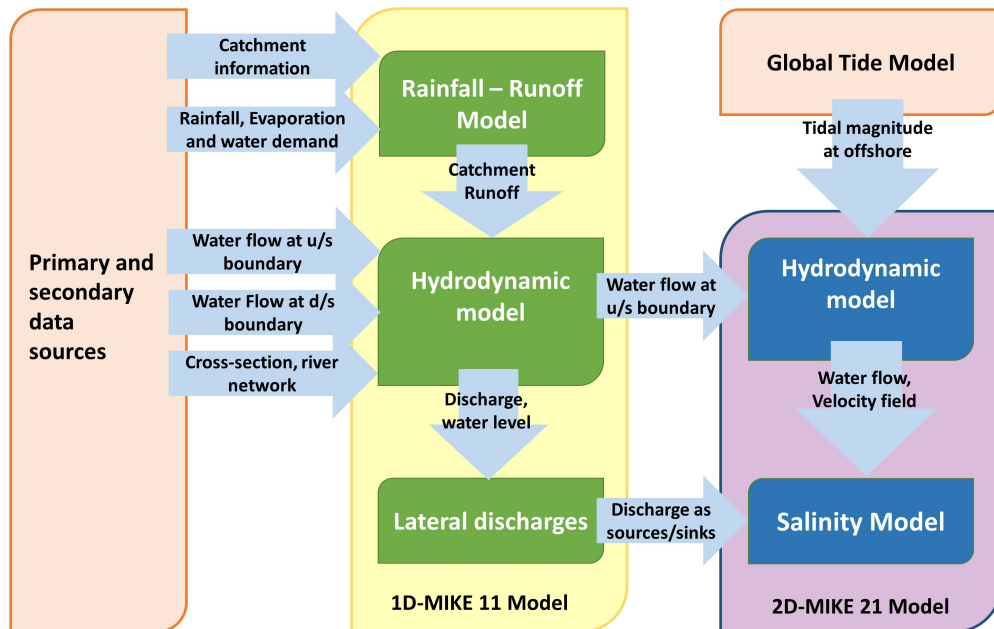 Primary and
secondary
data
sources
Catchment
information
Rainfall, Evaporation
and water demand
Water flow at u/s
boundary
Water Flow at d/s
boundary
Cross-section, river
network
Rainfall – Runoff
Model
Catchment
Runoff
Hydrodynamic
model
Discharge,
water level
Lateral discharges
1D-MIKE 11 Model
Water flow at
u/s boundary
Discharge as
sources/sinks
Global Tide Model
Tidal magnitude
at offshore
Hydrodynamic
model
Water flow,
Velocity field
Salinity Model
2D-MIKE 21 Model